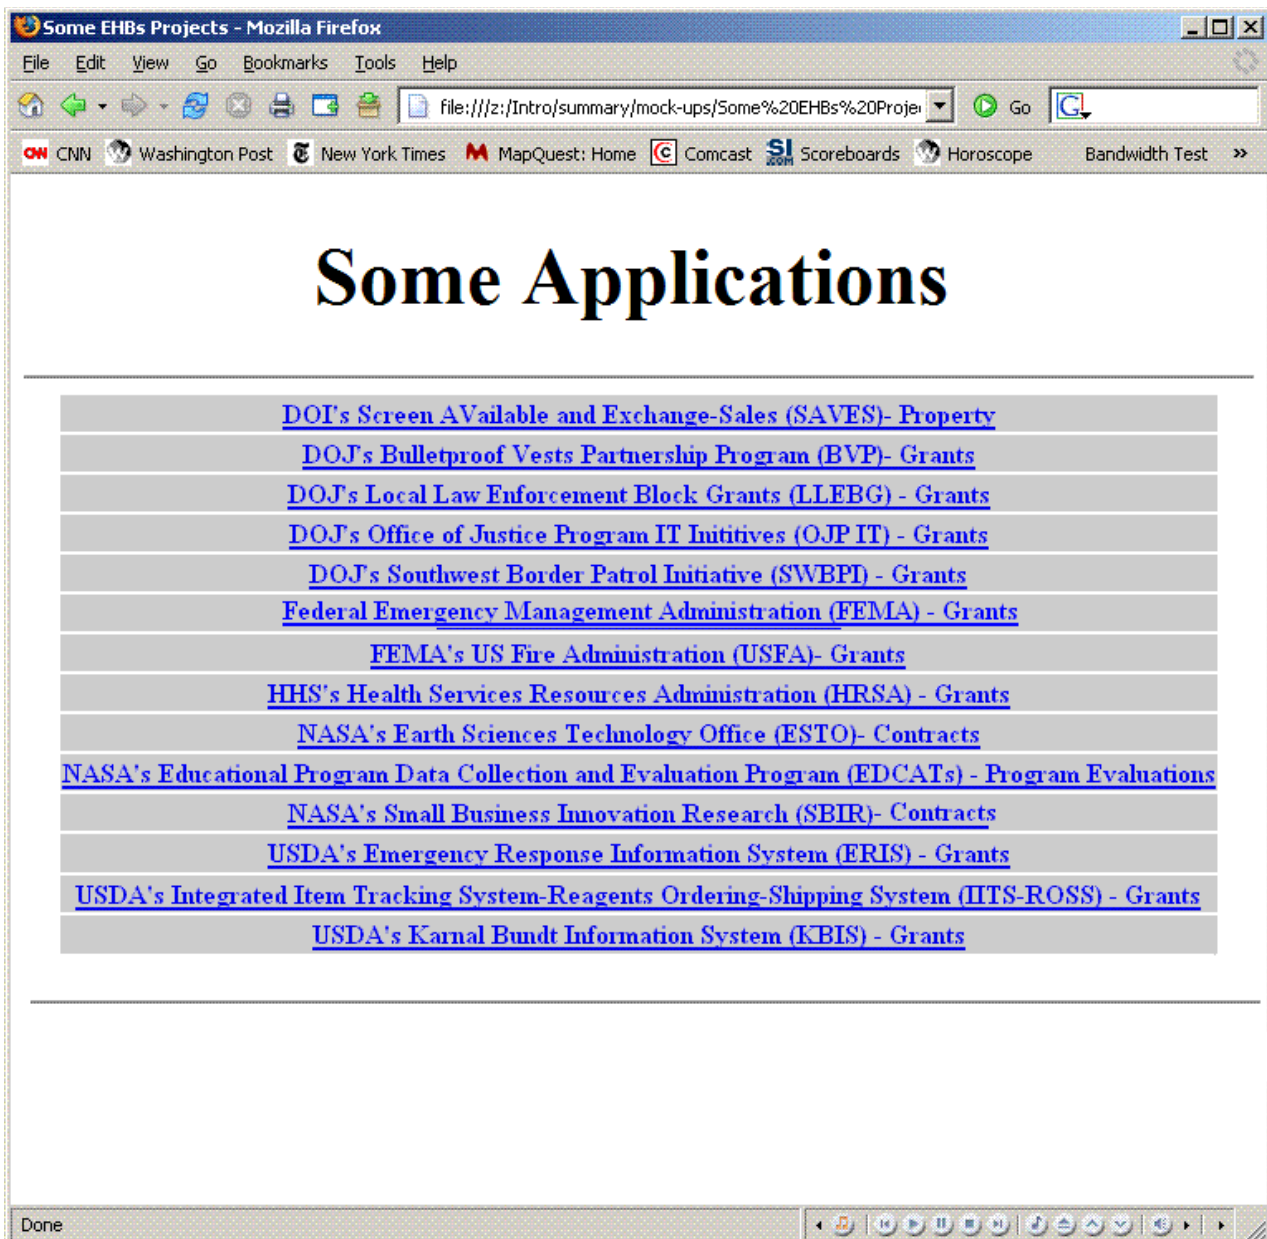 Some EHBs Projects - Mozilla Firefox
File Edit View Go Bookmarks Tools Help
file:///z:/Intro/summary/mock-ups/Some%20EHBs%20Proje Go G
CNN Washington Post New York Times MapQuest: Home Comcast SI.COM Scoreboards Horoscope Bandwidth Test »
Some Applications
DOI's Screen AVailable and Exchange-Sales (SAVES)- Property
DOJ's Bulletproof Vests Partnership Program (BVP)- Grants
DOJ's Local Law Enforcement Block Grants (LLEBG) - Grants
DOJ's Office of Justice Program IT Inititives (OJP IT) - Grants
DOJ's Southwest Border Patrol Initiative (SWBPI) - Grants
Federal Emergency Management Administration (FEMA) - Grants
FEMA's US Fire Administration (USFA)- Grants
HHS's Health Services Resources Administration (HRSA) - Grants
NASA's Earth Sciences Technology Office (ESTO)- Contracts
NASA's Educational Program Data Collection and Evaluation Program (EDCATs) - Program Evaluations
NASA's Small Business Innovation Research (SBIR)- Contracts
USDA's Emergency Response Information System (ERIS) - Grants
USDA's Integrated Item Tracking System-Reagents Ordering-Shipping System (IITS-ROSS) - Grants
USDA's Karnal Bundt Information System (KBIS) - Grants
Done